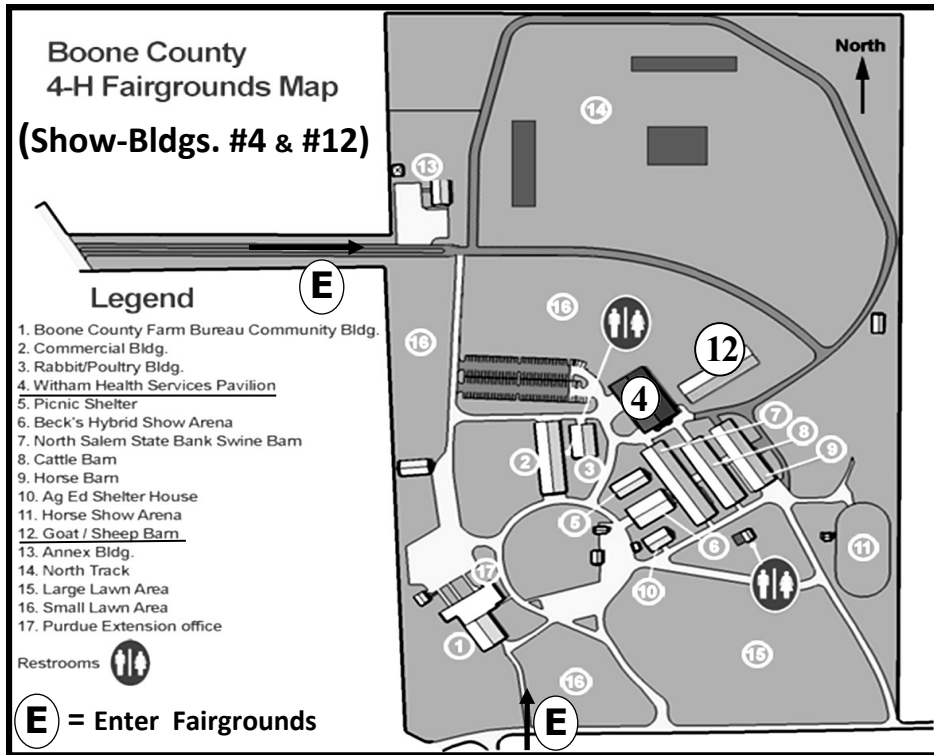 Boone County
4-H Fairgrounds Map
(Show-Bldgs. #4 & #12)
North
14
13
E
16
16
12
4
7
8
9
2
3
5
6
10
11
17
1
15
16
E
Legend
1. Boone County Farm Bureau Community Bldg.
2. Commercial Bldg.
3. Rabbit/Poultry Bldg.
4. Witham Health Services Pavilion
5. Picnic Shelter
6. Beck's Hybrid Show Arena
7. North Salem State Bank Swine Barn
8. Cattle Barn
9. Horse Barn
10. Ag Ed Shelter House
11. Horse Show Arena
12. Goat / Sheep Barn
13. Annex Bldg.
14. North Track
15. Large Lawn Area
16. Small Lawn Area
17. Purdue Extension office
Restrooms
E = Enter Fairgrounds